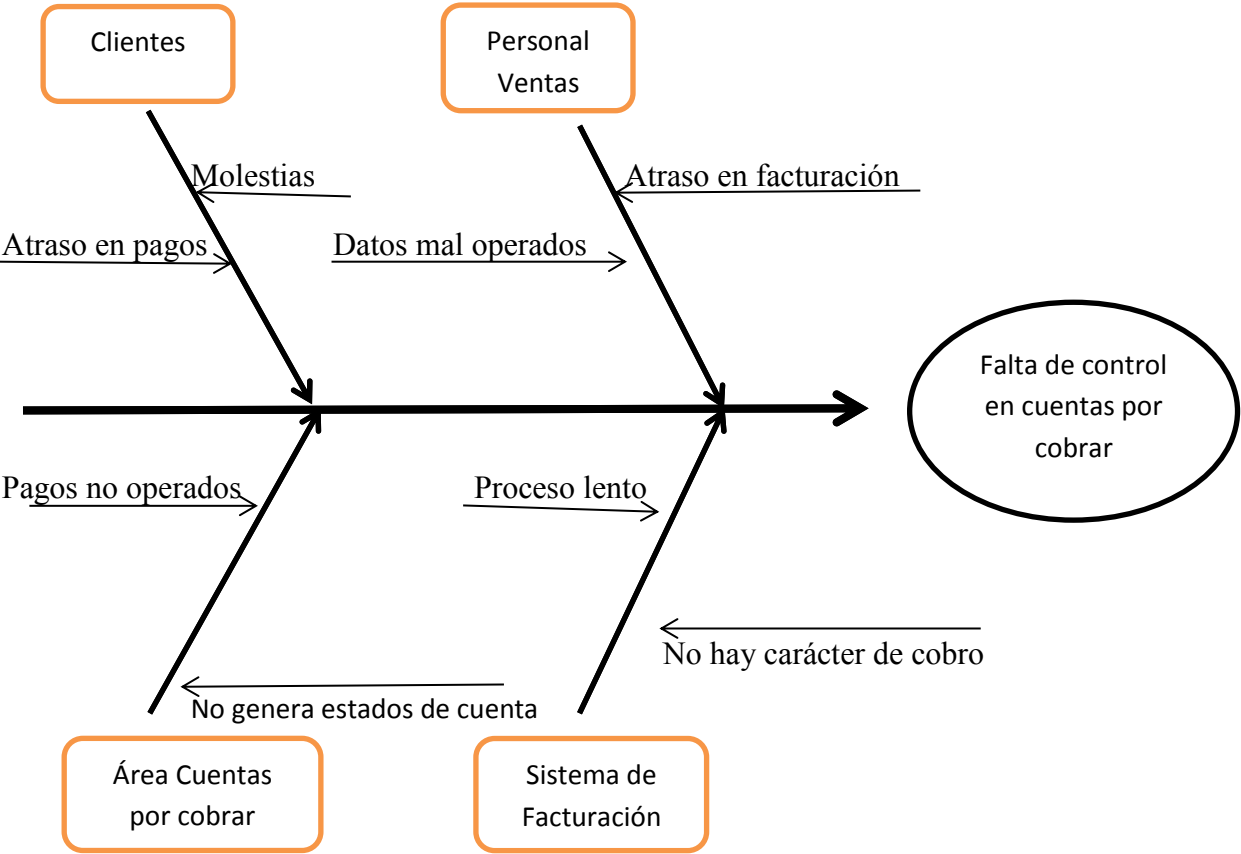 Clientes
Personal
Ventas
Molestias
Atraso en facturación
Atraso en pagos
Datos mal operados
Falta de control
en cuentas por
cobrar
Pagos no operados
Proceso lento
No hay carácter de cobro
No genera estados de cuenta
Área Cuentas
por cobrar
Sistema de
Facturación